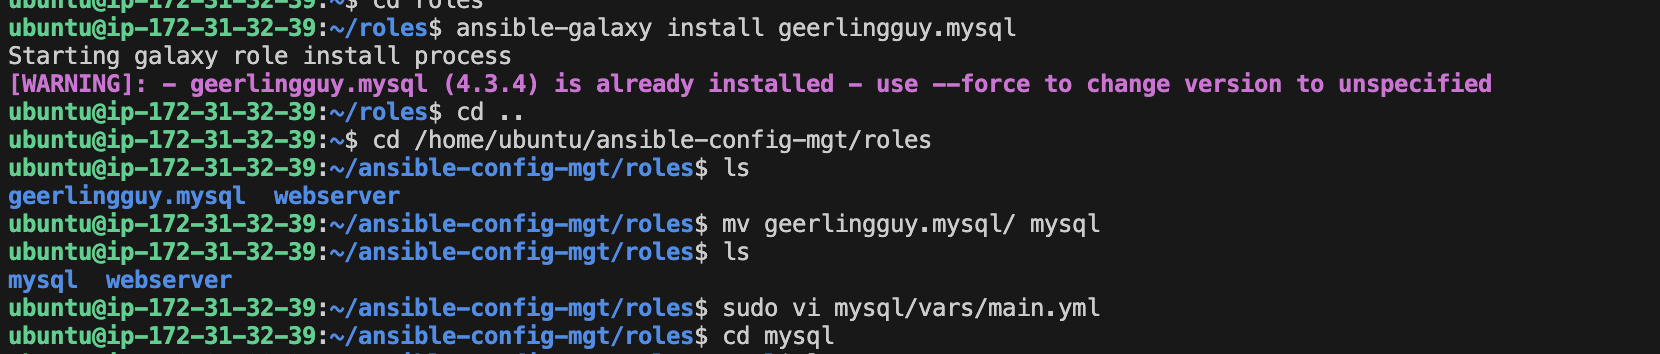 ubuntu@ip-172-31-32-39:~$ cd roles
ubuntu@ip-172-31-32-39:~/roles$ ansible-galaxy install geerlingguy.mysql
Starting galaxy role install process
[WARNING]: - geerlingguy.mysql (4.3.4) is already installed - use --force to change version to unspecified
ubuntu@ip-172-31-32-39:~/roles$ cd ..
ubuntu@ip-172-31-32-39:~$ cd /home/ubuntu/ansible-config-mgt/roles
ubuntu@ip-172-31-32-39:~/ansible-config-mgt/roles$ ls
geerlingguy.mysql  webserver
ubuntu@ip-172-31-32-39:~/ansible-config-mgt/roles$ mv geerlingguy.mysql/ mysql
ubuntu@ip-172-31-32-39:~/ansible-config-mgt/roles$ ls
mysql  webserver
ubuntu@ip-172-31-32-39:~/ansible-config-mgt/roles$ sudo vi mysql/vars/main.yml
ubuntu@ip-172-31-32-39:~/ansible-config-mgt/roles$ cd mysql